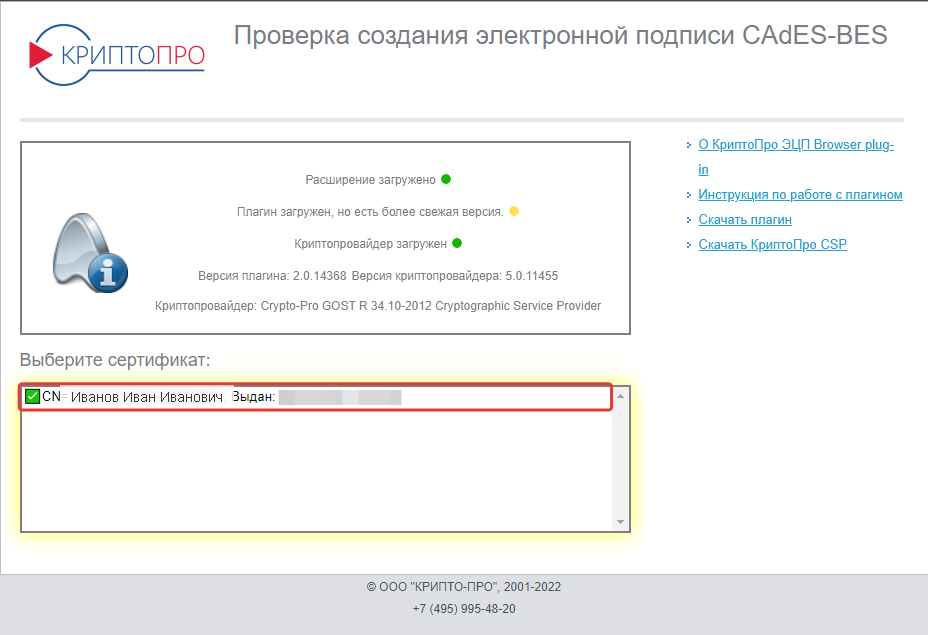 КРИПТОПРО
Проверка создания электронной подписи CAdES-BES
Расширение загружено
Плагин загружен, но есть более свежая версия.
Криптопровайдер загружен
Версия плагина: 2.0.14368 Версия криптопровайдера: 5.0.11455
Криптопровайдер: Crypto-Pro GOST R 34.10-2012 Cryptographic Service Provider
О КриптоПро ЭЦП Browser plug-
in
Инструкция по работе с плагином
Скачать плагин
Скачать КриптоПро CSP
Выберите сертификат:
CN= Иванов Иван Иванович Выдан:
© ООО "КРИПТО-ПРО", 2001-2022
+7 (495) 995-48-20